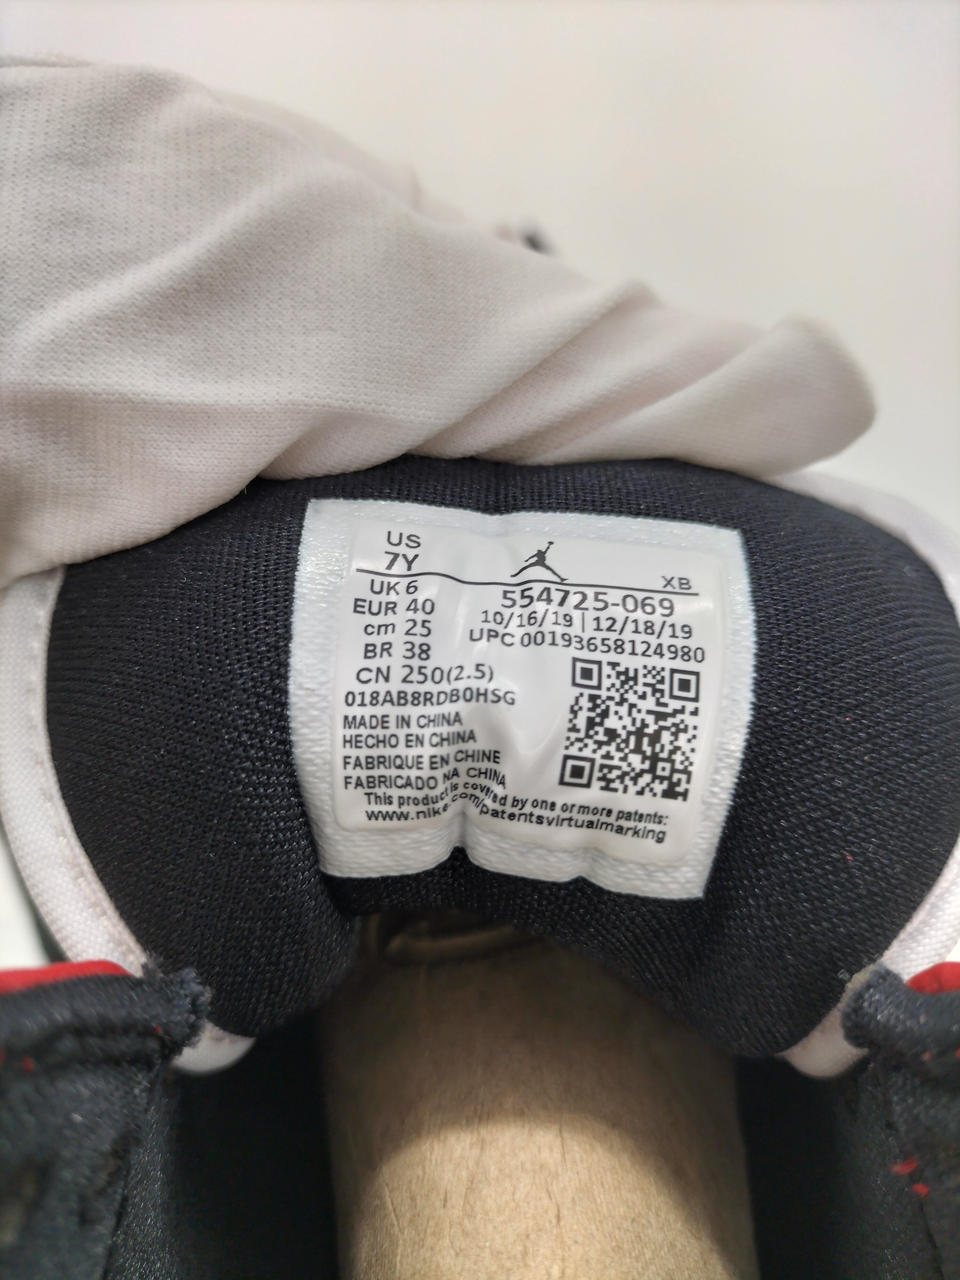 US
7Y
XB
UK 6
554725-069
EUR 40
10/16/19 | 12/18/19
cm 25
UPC 00193658124980
BR 38
CN 250(2.5)
018AB8RDB0HSG
MADE IN CHINA
HECHO EN CHINA
FABRIQUE EN CHINE
FABRICADO NA CHINA
This product is covered by one or more patents:
www.nike.com/patentsvirtualmarking